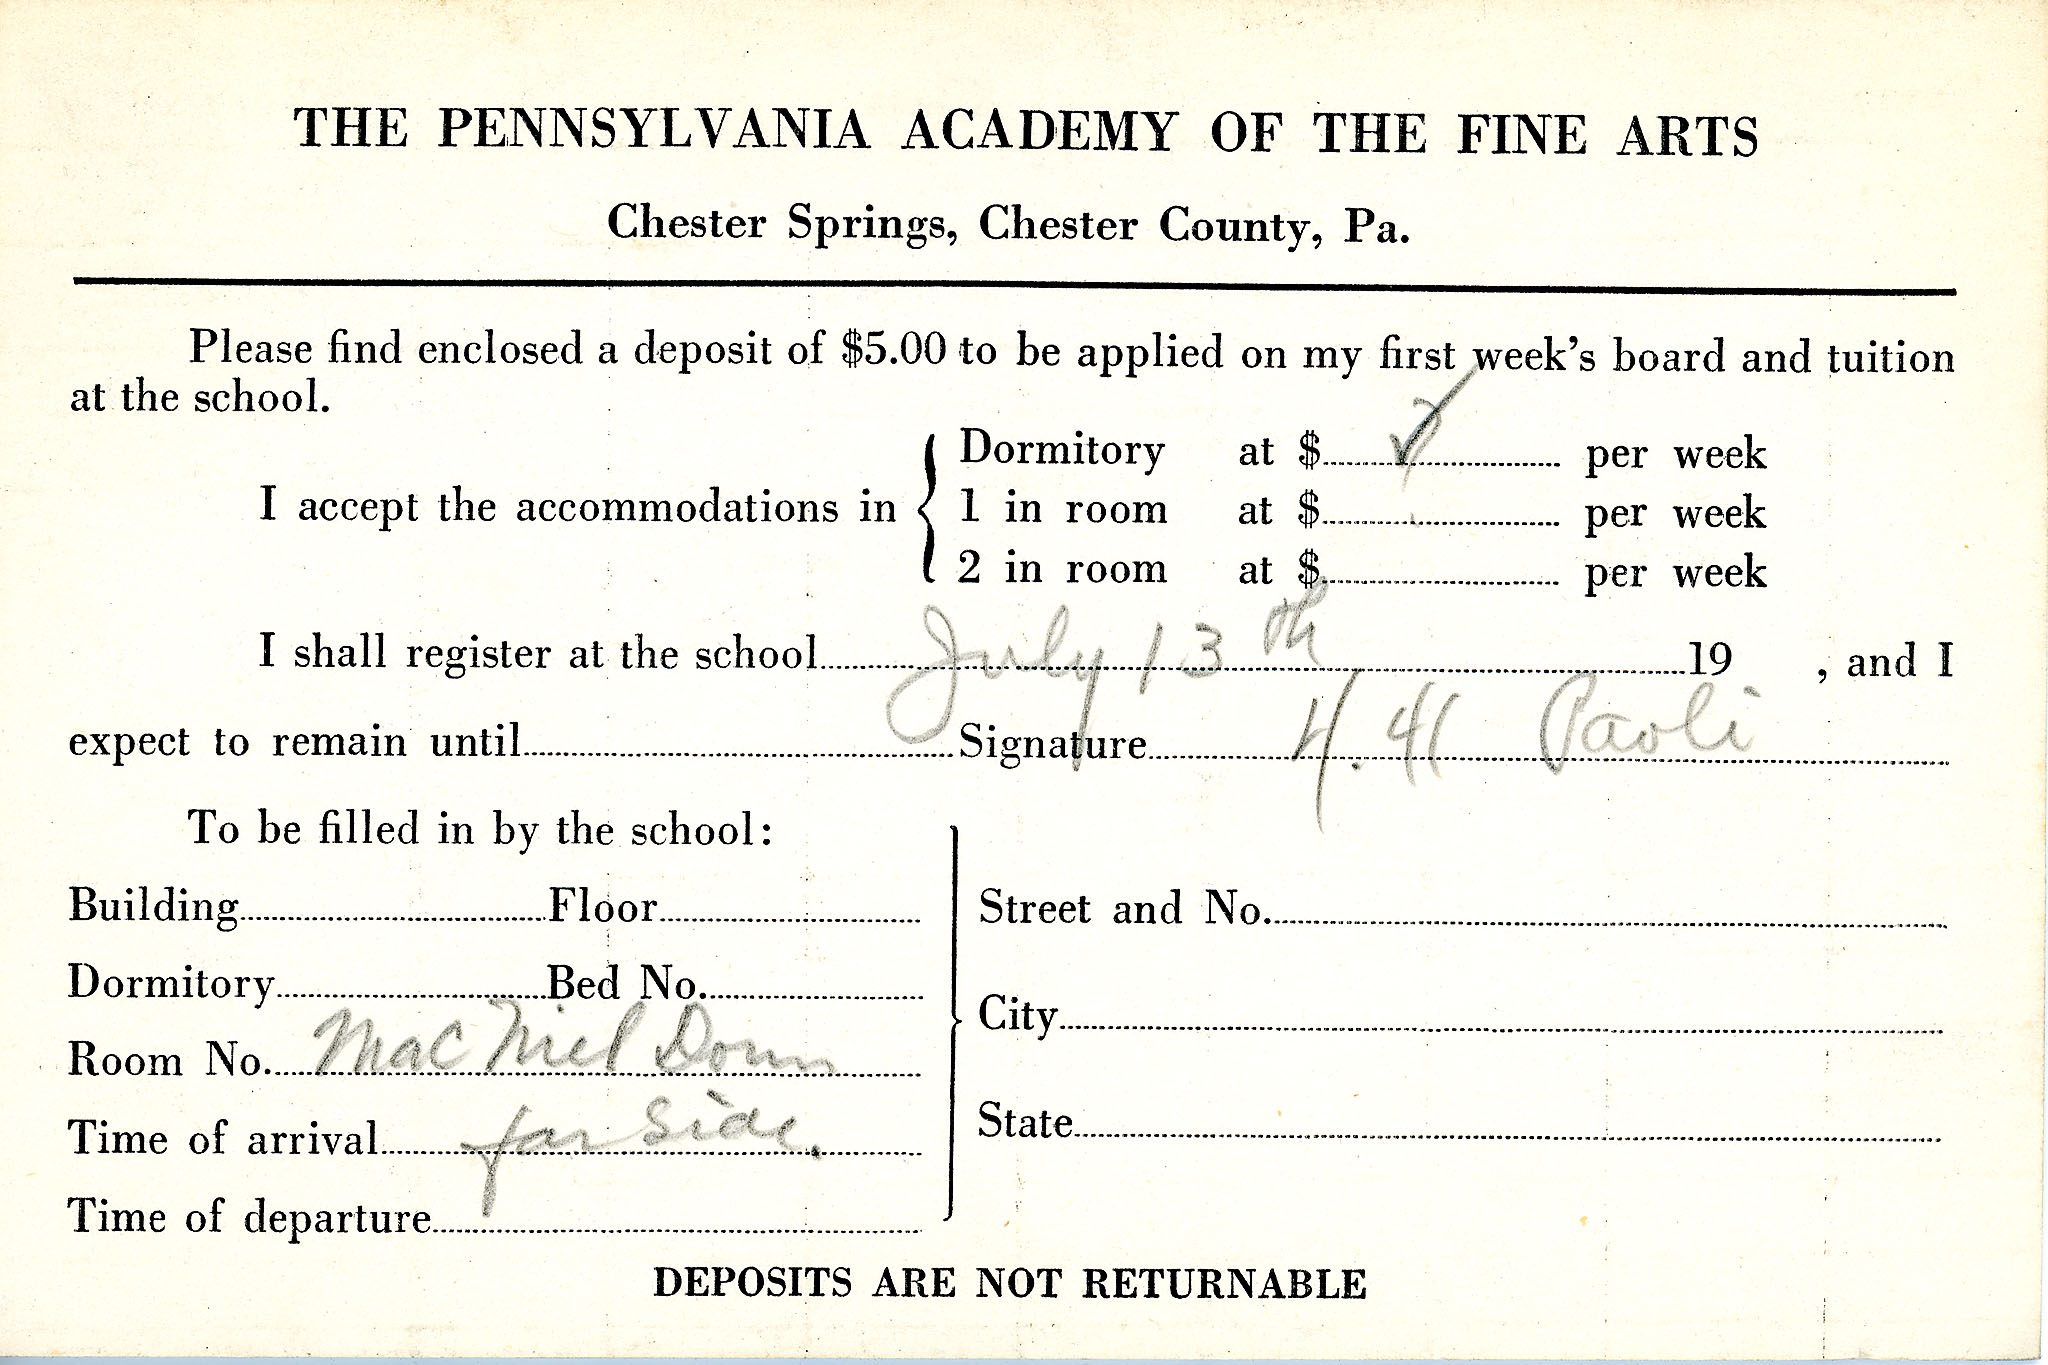 THE PENNSYLVANIA ACADEMY OF THE FINE ARTS
Chester Springs, Chester County, Pa.
Please find enclosed a deposit of $5.00 to be applied on my first week's board and tuition
at the school.
I accept the accommodations in
Dormitory at $ ✓ per week
1 in room at $ per week
2 in room at $ per week
I shall register at the school July 13th 19 , and I
expect to remain until Signature 4.41 Paoli
To be filled in by the school:
Building Floor
Dormitory Bed No.
Room No. MacNiel Dorm
Time of arrival far side.
Time of departure
Street and No.
City
State
DEPOSITS ARE NOT RETURNABLE